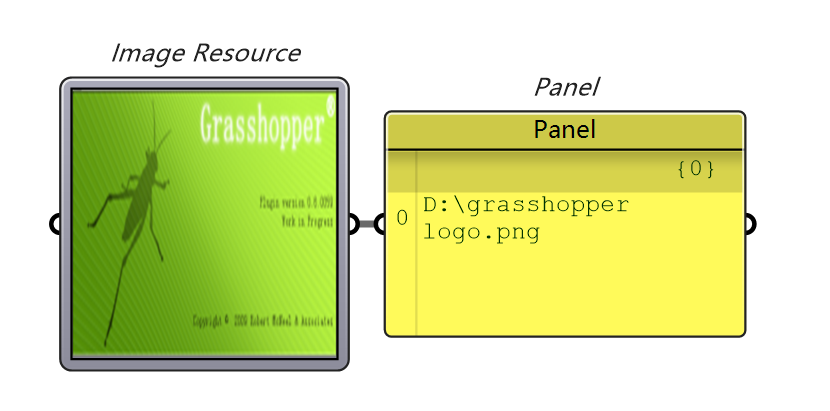 Image Resource
Grasshopper®
Plugin version 0.6.0059
Work in Progress
Copyright © 2009 Robert McNeel & Associates
Panel
Panel
{0}
0 D:\grasshopper
logo.png